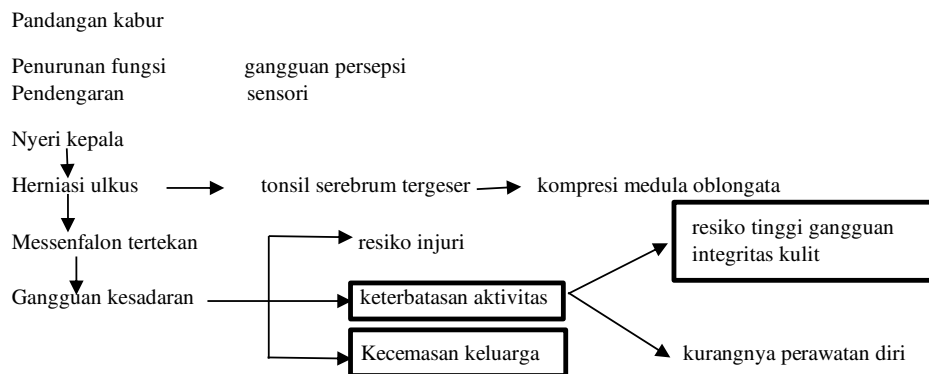 Pandangan kabur
Penurunan fungsi gangguan persepsi
Pendengaran sensori
Nyeri kepala
Herniasi ulkus tonsil serebrum tergeser kompresi medula oblongata
Messenfalon tertekan resiko injuri resiko tinggi gangguan
integritas kulit
Gangguan kesadaran keterbatasan aktivitas
Kecemasan keluarga kurangnya perawatan diri